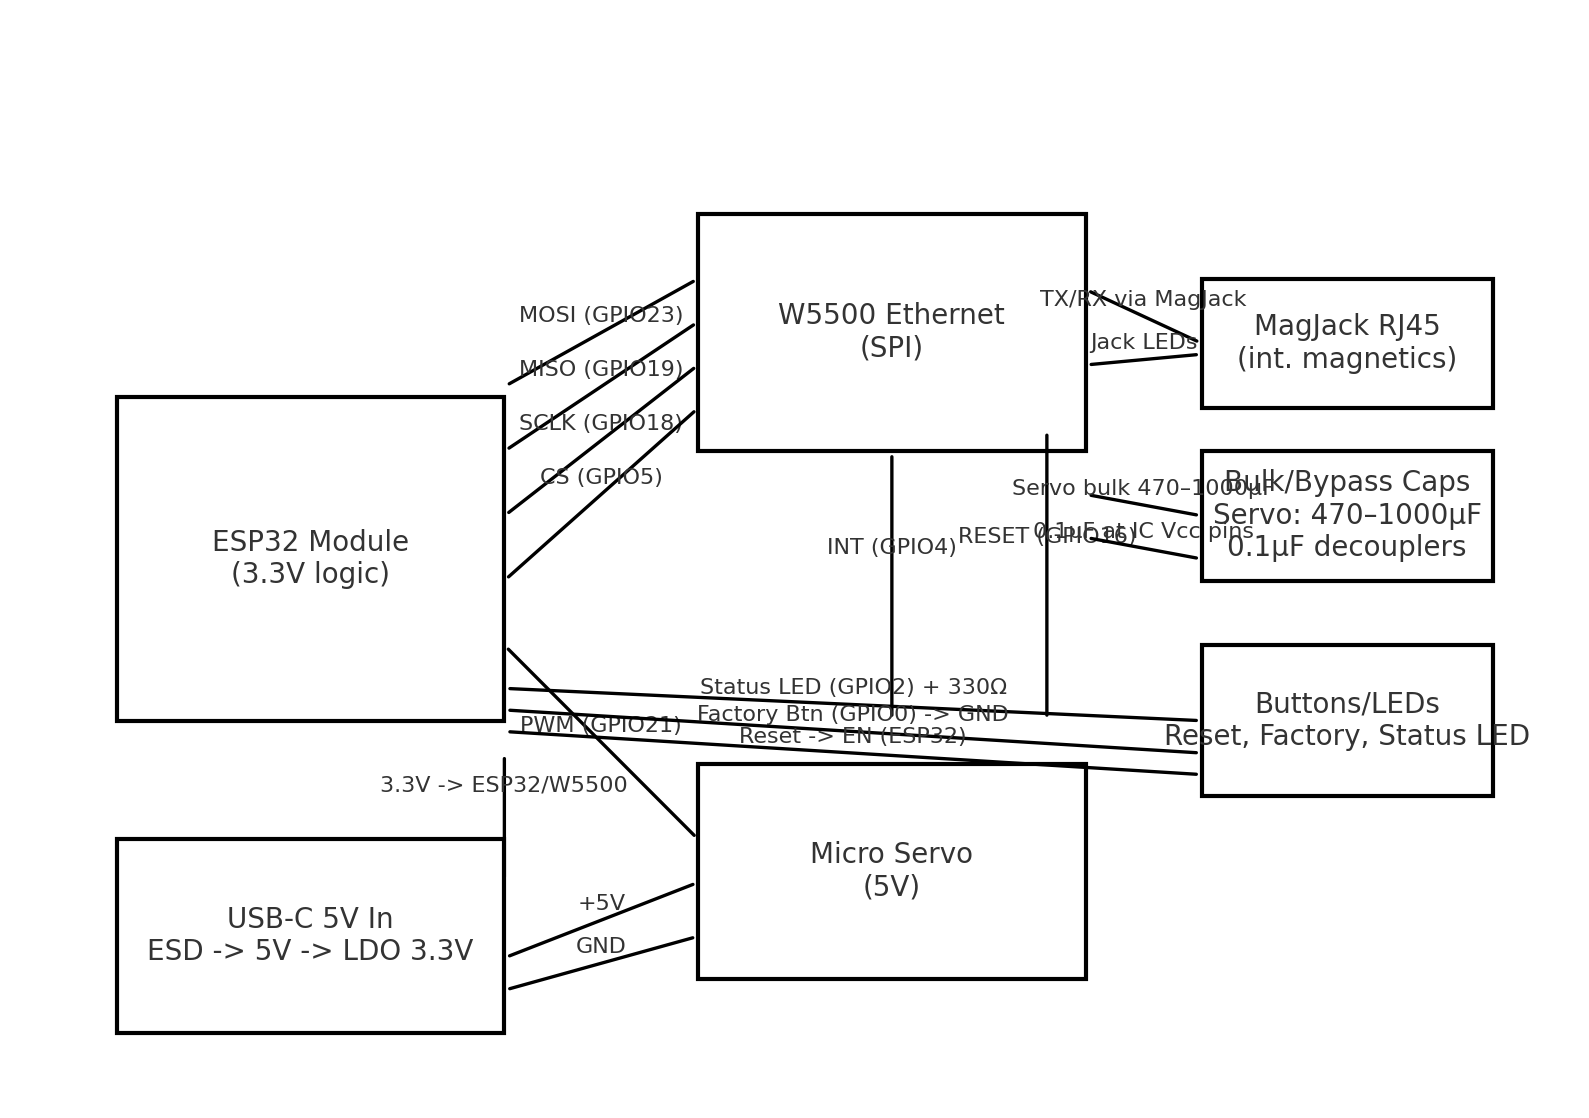 W5500 Ethernet
(SPI)
TX/RX via MagJack
Jack LEDs
MagJack RJ45
(int. magnetics)
MOSI (GPIO23)
MISO (GPIO19)
SCLK (GPIO18)
CS (GPIO5)
ESP32 Module
(3.3V logic)
Servo bulk 470–1000µF
0.1µF at IC Vcc pins
Bulk/Bypass Caps
Servo: 470–1000µF
0.1µF decouplers
INT (GPIO4)
RESET (GPIO16)
Status LED (GPIO2) + 330Ω
Factory Btn (GPIO0) -> GND
Reset -> EN (ESP32)
PWM (GPIO21)
Buttons/LEDs
Reset, Factory, Status LED
3.3V -> ESP32/W5500
Micro Servo
(5V)
USB-C 5V In
ESD -> 5V -> LDO 3.3V
+5V
GND